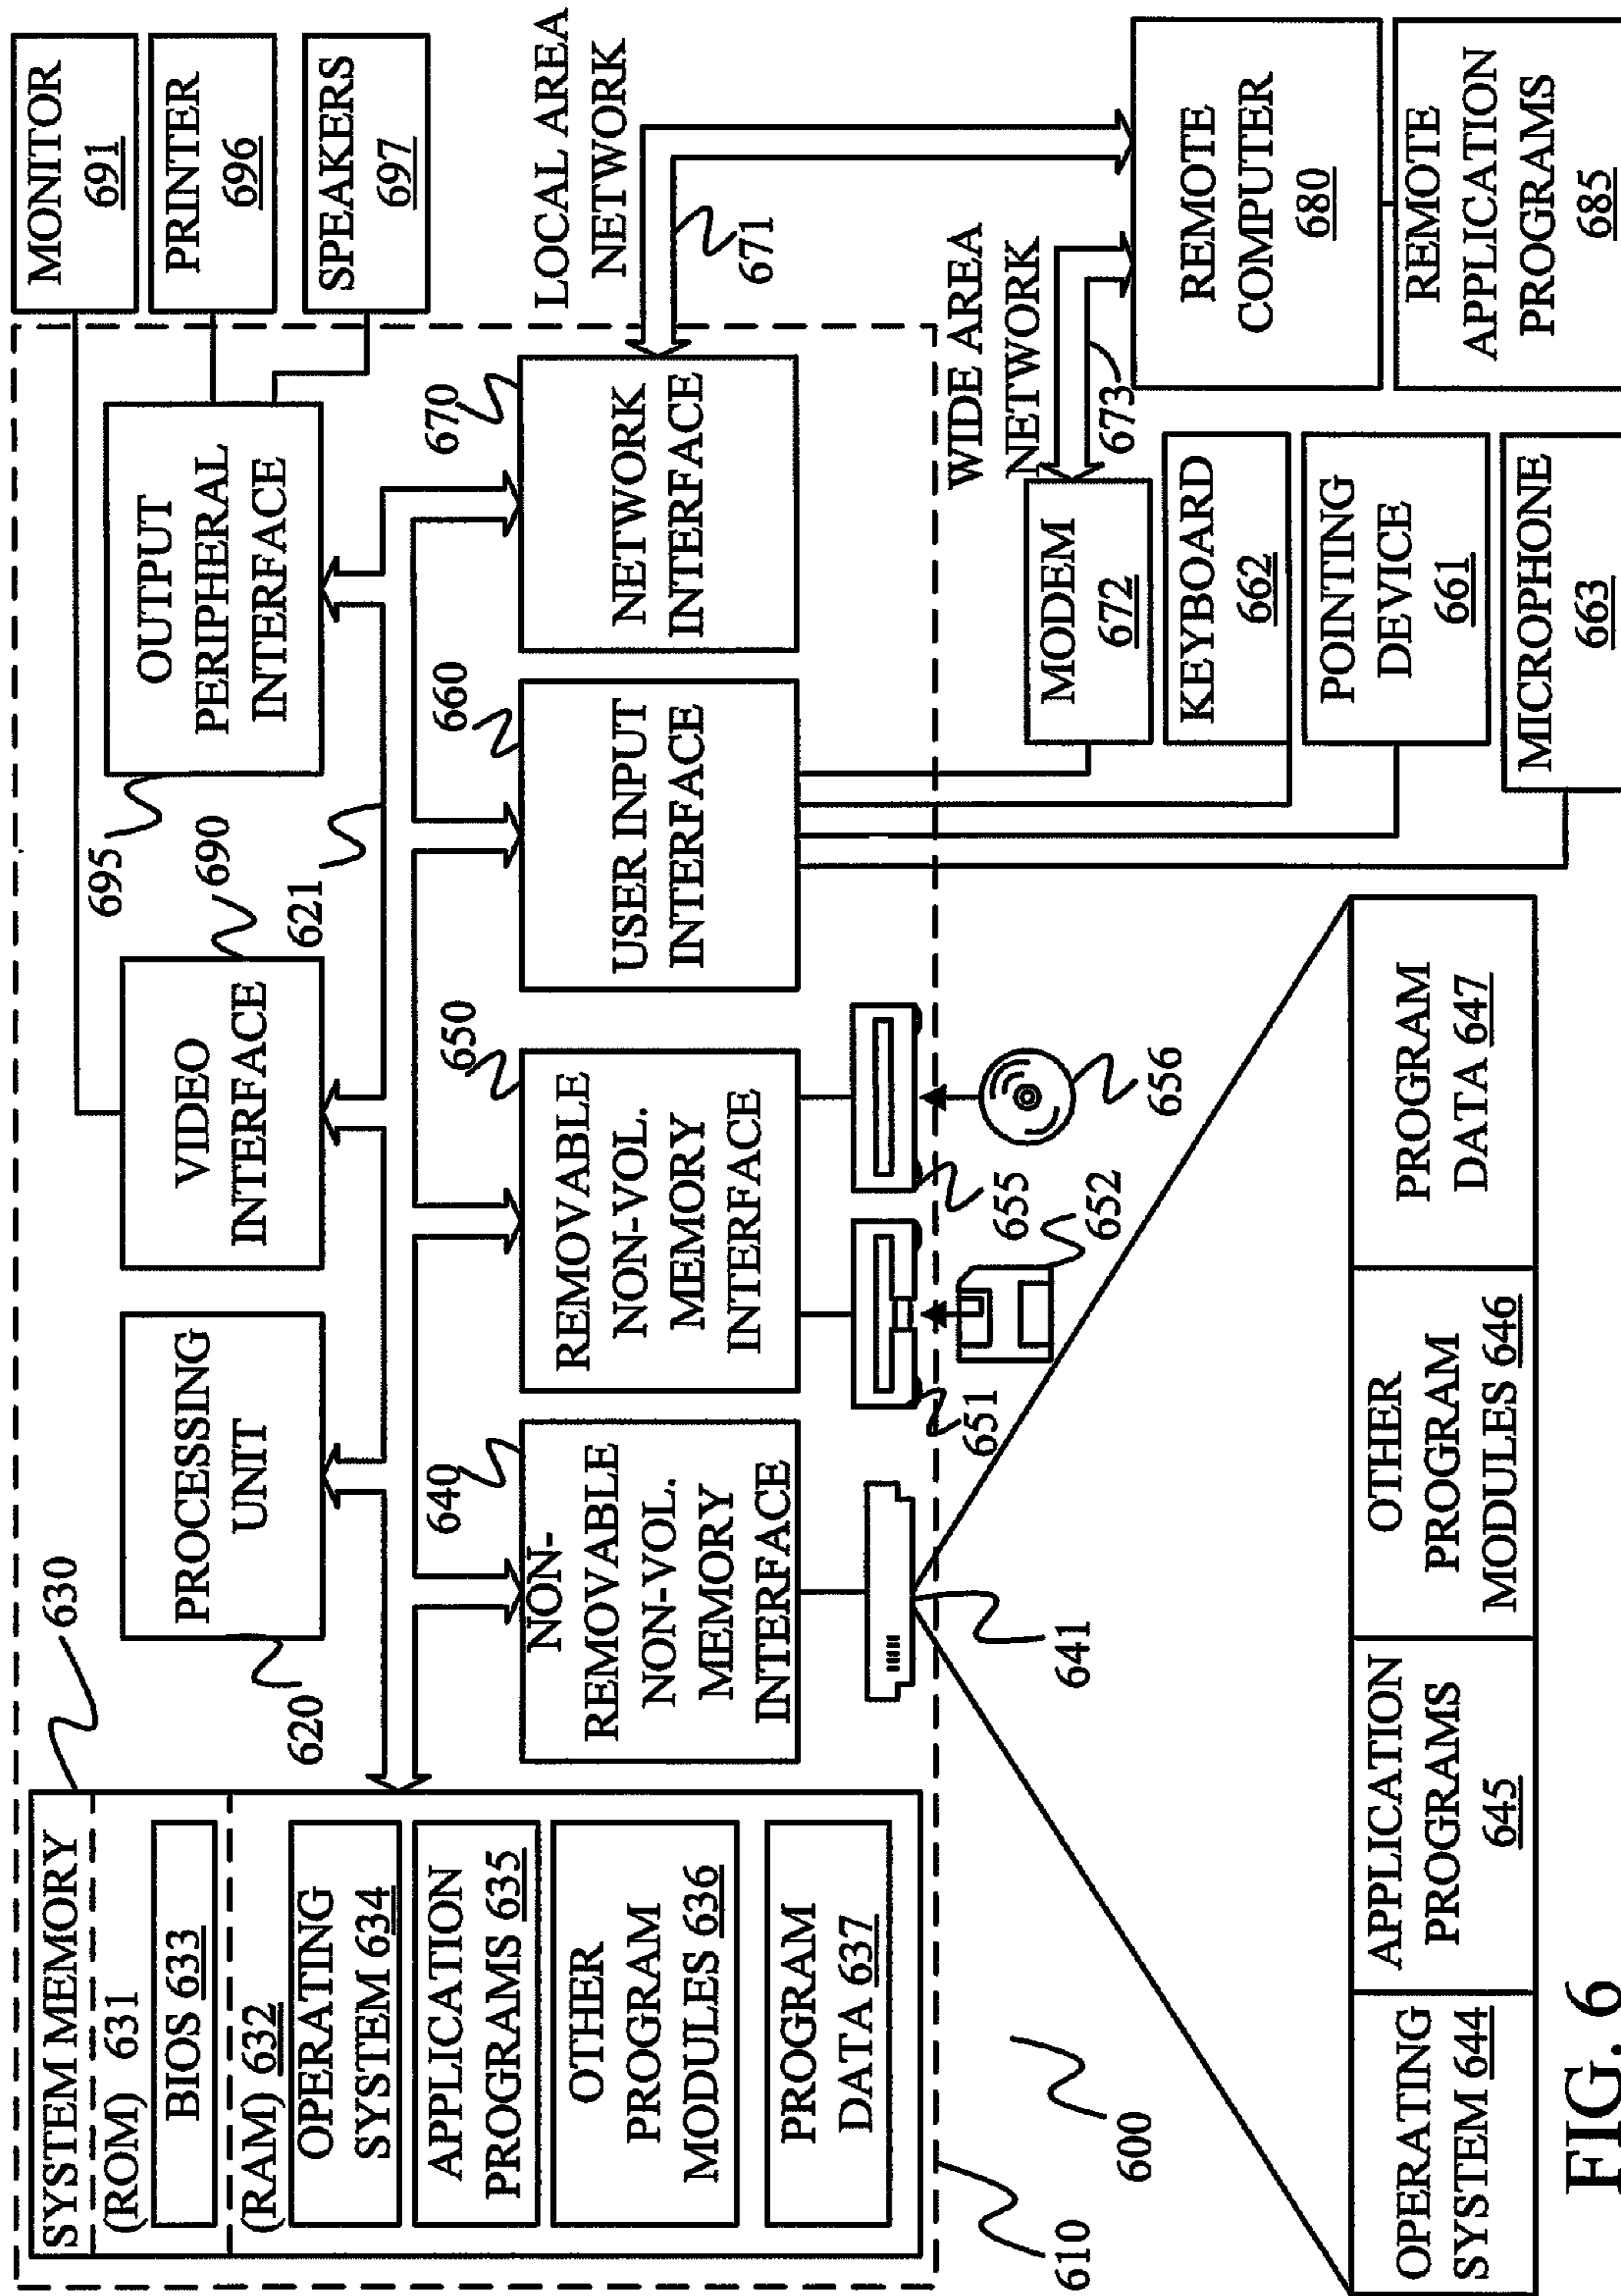 SYSTEM MEMORY
(ROM) 631
BIOS 633
(RAM) 632
OPERATING
SYSTEM 634
APPLICATION
PROGRAMS 635
OTHER
PROGRAM
MODULES 636
PROGRAM
DATA 637
630
PROCESSING
UNIT
620
VIDEO
INTERFACE
690
OUTPUT
PERIPHERAL
INTERFACE
695
621
MONITOR
691
PRINTER
696
SPEAKERS
697
NON-
REMOVABLE
NON-VOL.
MEMORY
INTERFACE
640
REMOVABLE
NON-VOL.
MEMORY
INTERFACE
650
USER INPUT
INTERFACE
660
NETWORK
INTERFACE
670
LOCAL AREA
NETWORK
671
WIDE AREA
NETWORK
673
MODEM
672
KEYBOARD
662
POINTING
DEVICE
661
MICROPHONE
663
REMOTE
COMPUTER
680
REMOTE
APPLICATION
PROGRAMS
685
641
651
652
655
656
610
600
OPERATING
SYSTEM 644
APPLICATION
PROGRAMS
645
OTHER
PROGRAM
MODULES 646
PROGRAM
DATA 647
FIG. 6